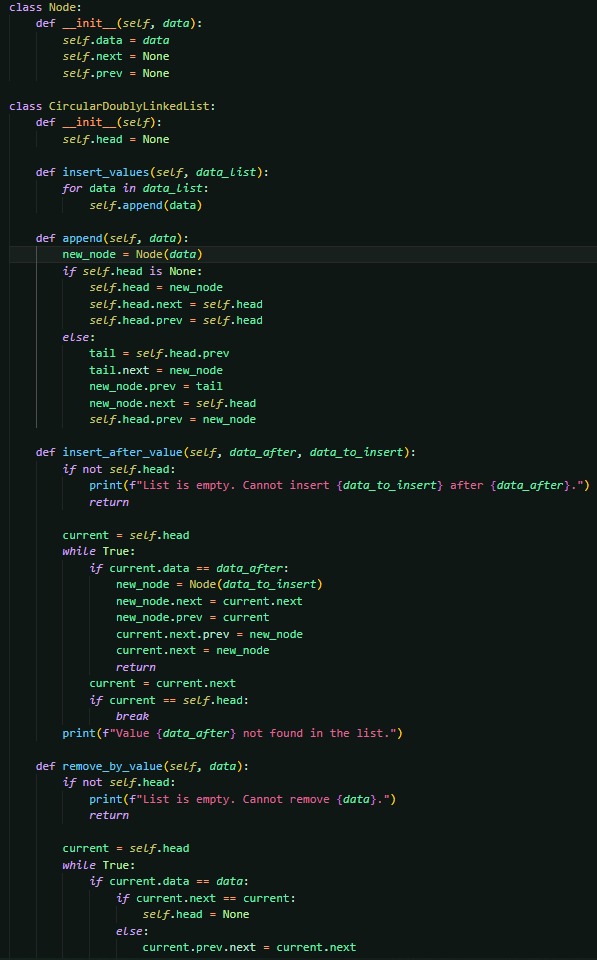 class Node:
    def __init__(self, data):
        self.data = data
        self.next = None
        self.prev = None

class CircularDoublyLinkedList:
    def __init__(self):
        self.head = None

    def insert_values(self, data_list):
        for data in data_list:
            self.append(data)

    def append(self, data):
        new_node = Node(data)
        if self.head is None:
            self.head = new_node
            self.head.next = self.head
            self.head.prev = self.head
        else:
            tail = self.head.prev
            tail.next = new_node
            new_node.prev = tail
            new_node.next = self.head
            self.head.prev = new_node

    def insert_after_value(self, data_after, data_to_insert):
        if not self.head:
            print(f"List is empty. Cannot insert {data_to_insert} after {data_after}.")
            return

        current = self.head
        while True:
            if current.data == data_after:
                new_node = Node(data_to_insert)
                new_node.next = current.next
                new_node.prev = current
                current.next.prev = new_node
                current.next = new_node
                return
            current = current.next
            if current == self.head:
                break
        print(f"Value {data_after} not found in the list.")

    def remove_by_value(self, data):
        if not self.head:
            print(f"List is empty. Cannot remove {data}.")
            return

        current = self.head
        while True:
            if current.data == data:
                if current.next == current:
                    self.head = None
                else:
                    current.prev.next = current.next